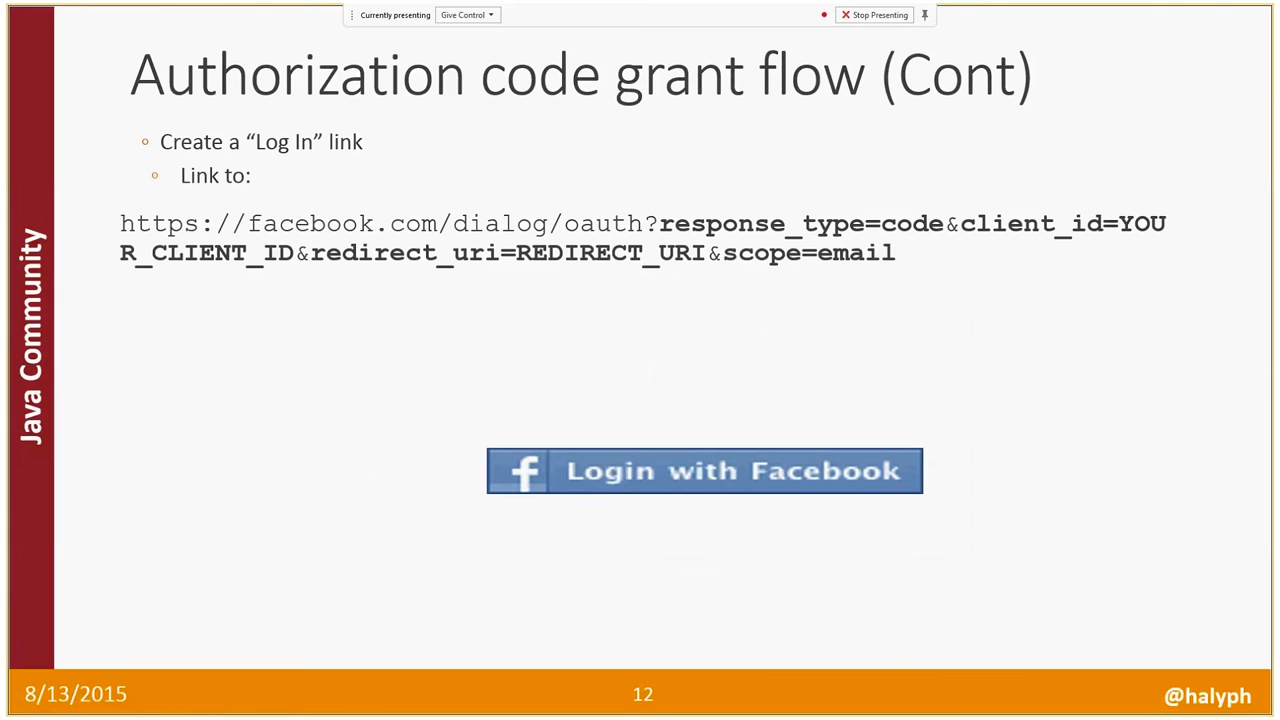 Currently presenting Give Control Stop Presenting
Authorization code grant flow (Cont)
Create a “Log In” link
Link to:
https://facebook.com/dialog/oauth?response_type=code&client_id=YOU
R_CLIENT_ID&redirect_uri=REDIRECT_URI&scope=email
Java Community
f Login with Facebook
8/13/2015 12 @halyph